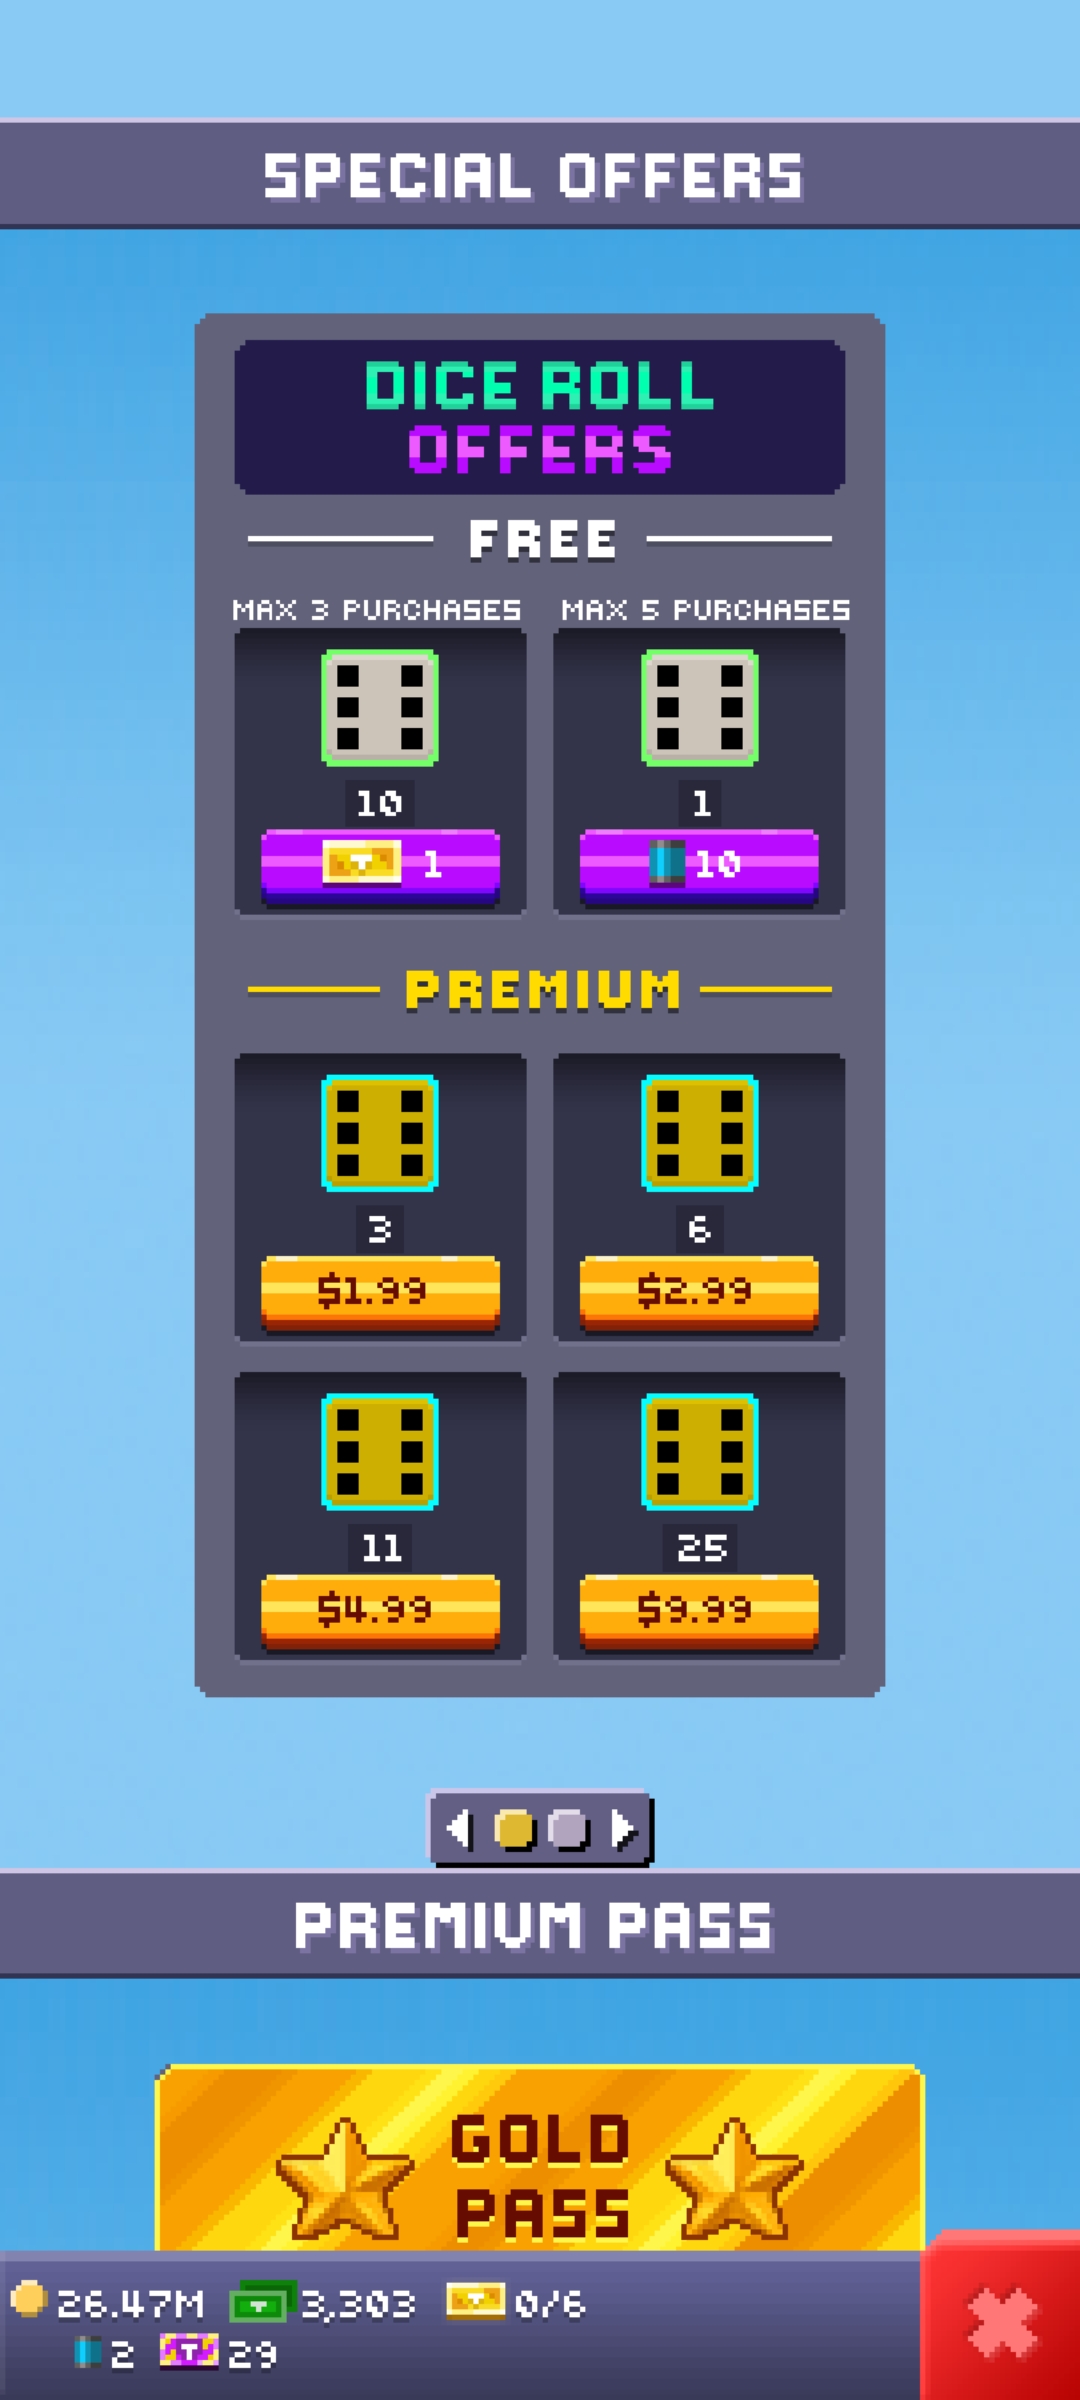 SPECIAL OFFERS
DICE ROLL
OFFERS
FREE
MAX 3 PURCHASES MAX 5 PURCHASES
10 1
1 10
PREMIUM
3 6
$1.99 $2.99
11 25
$4.99 $9.99
PREMIUM PASS
GOLD
PASS
26.47M 3,303 0/6
2 29